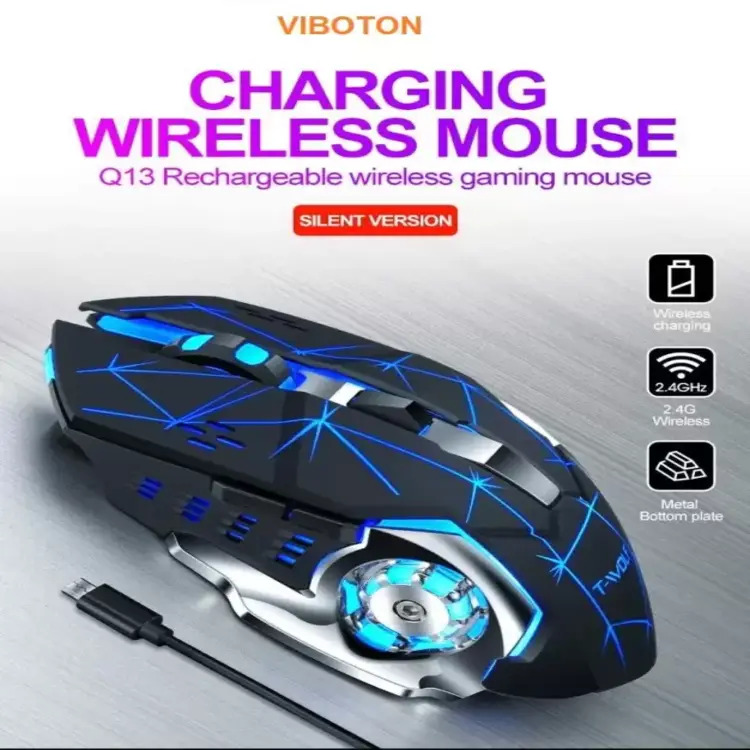 VIBOTON
CHARGING
WIRELESS MOUSE
Q13 Rechargeable wireless gaming mouse
SILENT VERSION
Wireless
charging
2.4GHz
2.4G
Wireless
Metal
Bottom plate
T-WOLF